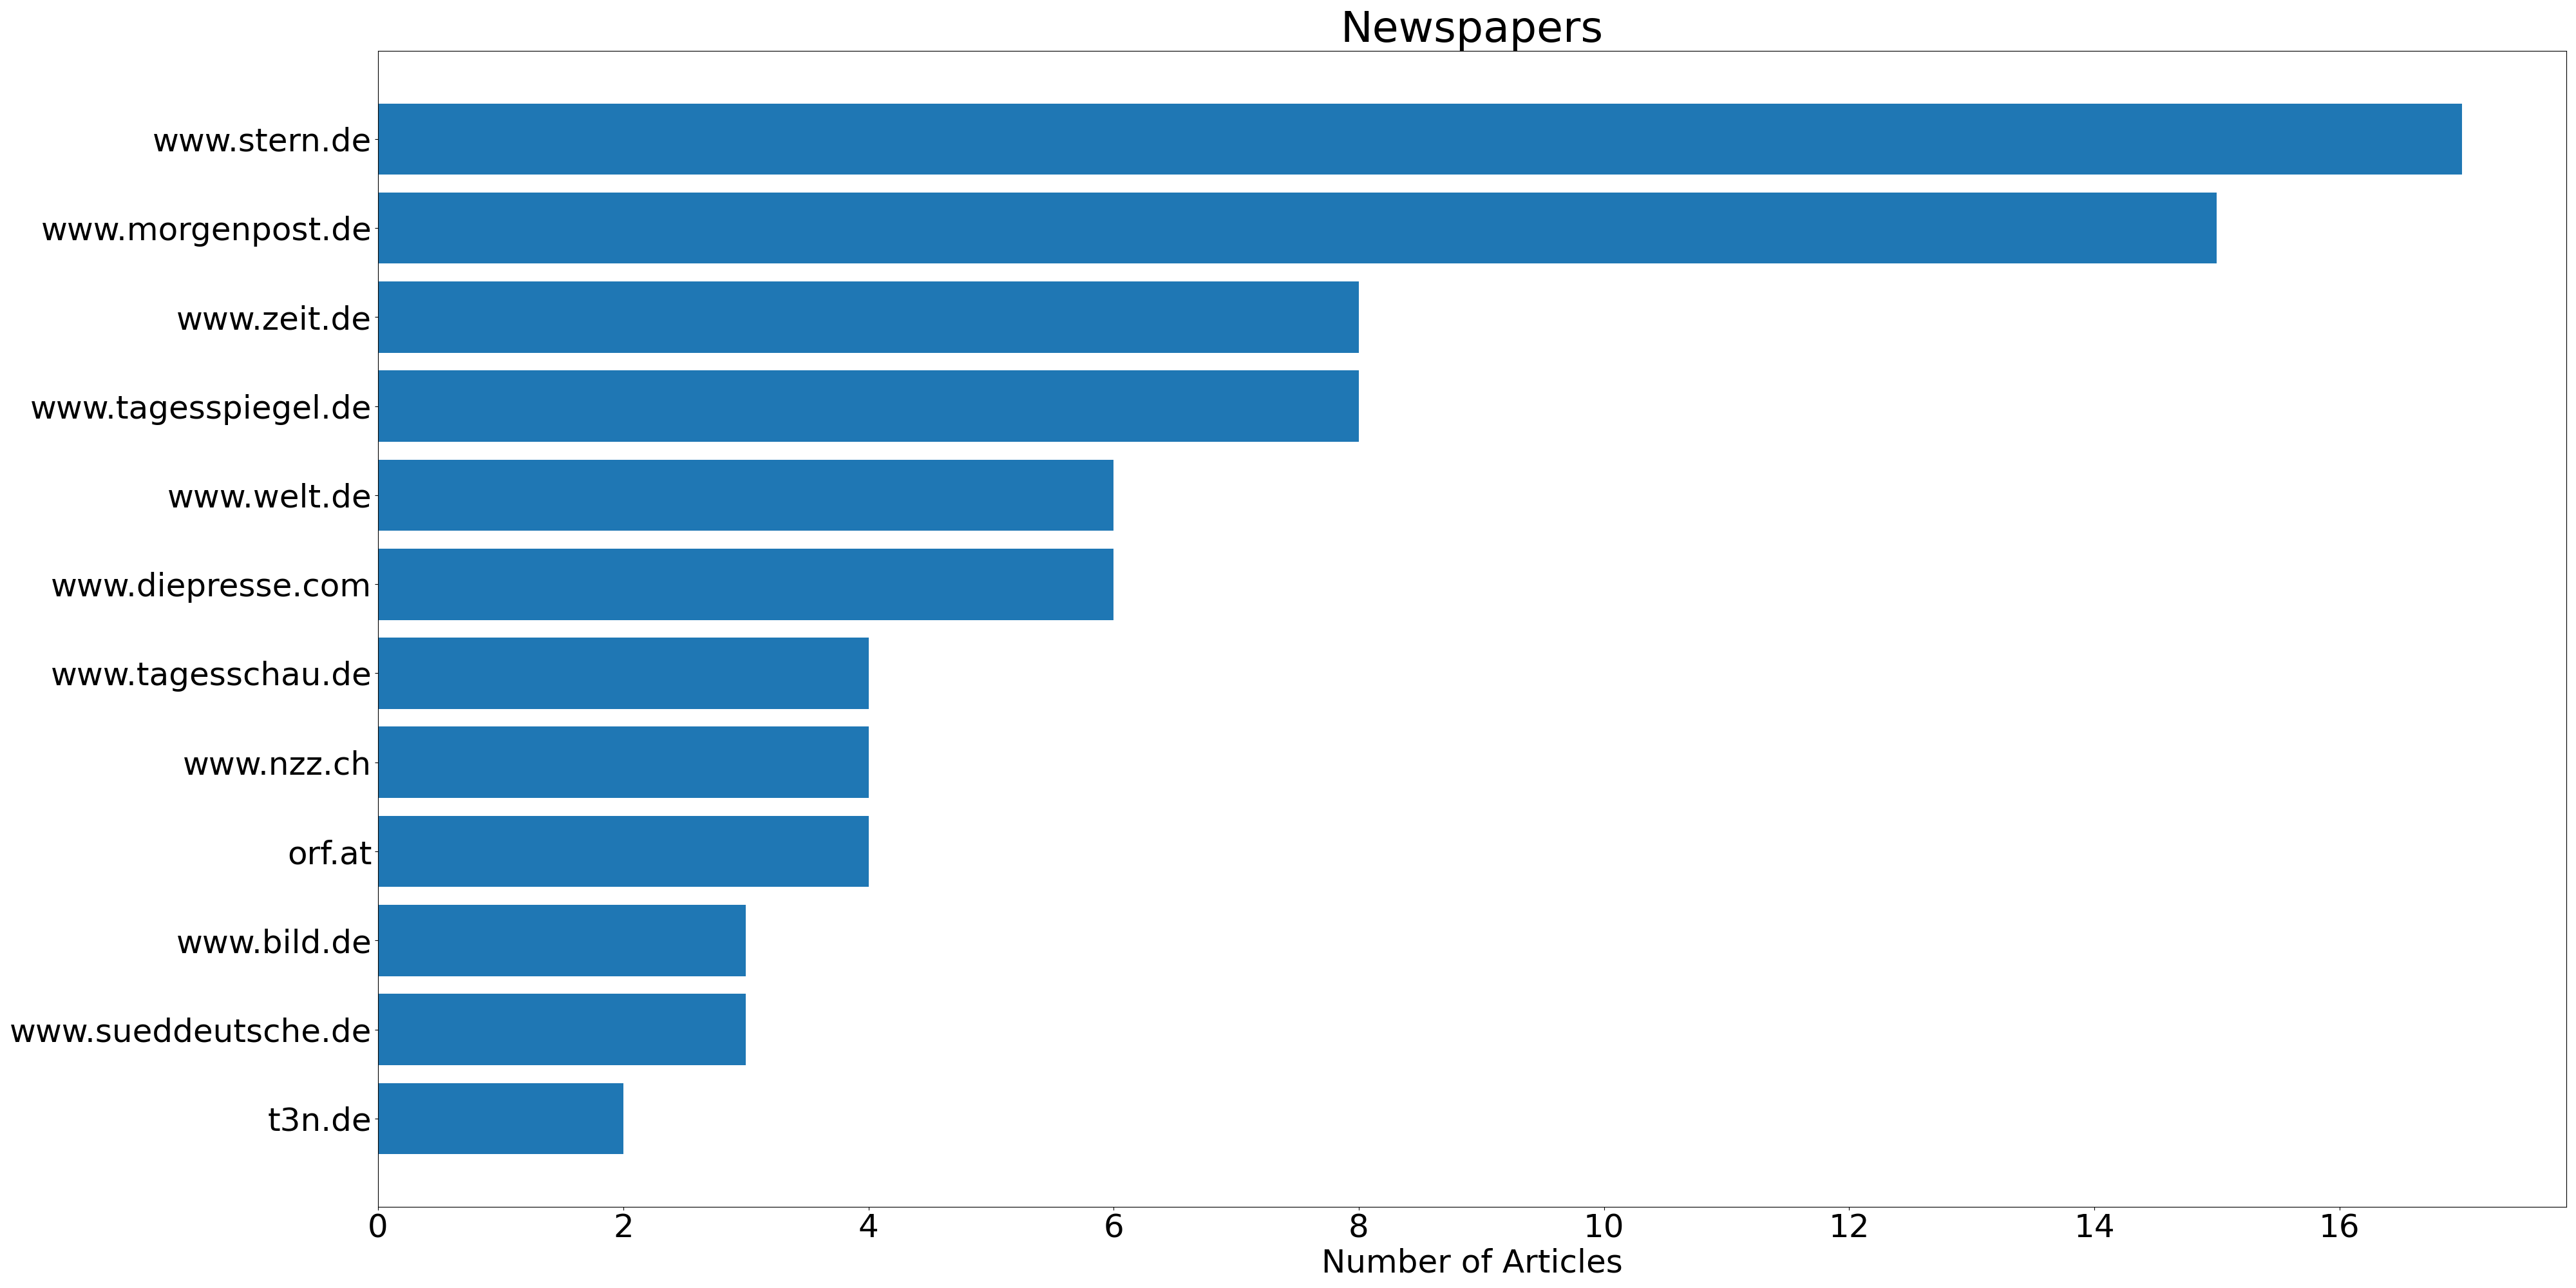 Newspapers
www.stern.de
www.morgenpost.de
www.zeit.de
www.tagesspiegel.de
www.welt.de
www.diepresse.com
www.tagesschau.de
www.nzz.ch
orf.at
www.bild.de
www.sueddeutsche.de
t3n.de
0 2 4 6 8 10 12 14 16
Number of Articles